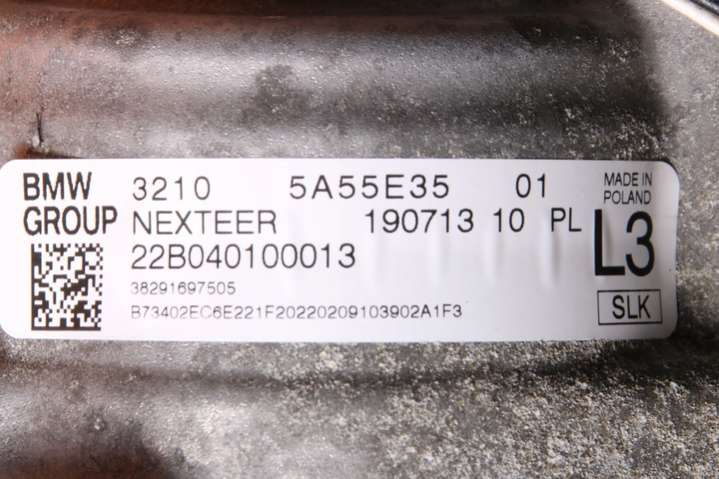 BMW GROUP
3210 5A55E35 01
NEXTEER 190713 10 PL
22B040100013
38291697505
B73402EC6E221F20220209103902A1F3
MADE IN
POLAND
L3
SLK